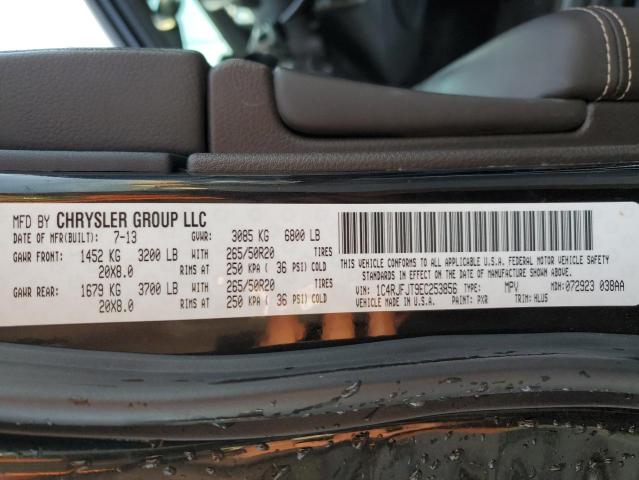 MFD BY CHRYSLER GROUP LLC
DATE OF MFR(BUILT): 7-13 GVWR: 3085 KG 6800 LB
GAWR FRONT: 1452 KG 3200 LB WITH 265/50R20 TIRES
20X8.0 RIMS AT 250 KPA ( 36 PSI) COLD
GAWR REAR: 1679 KG 3700 LB WITH 265/50R20 TIRES
20X8.0 RIMS AT 250 KPA ( 36 PSI) COLD
THIS VEHICLE CONFORMS TO ALL APPLICABLE U.S.A. FEDERAL MOTOR VEHICLE SAFETY
STANDARDS IN EFFECT ON THE DATE OF MANUFACTURE SHOWN ABOVE.
VIN: 1C4RJFJT9EC253856 TYPE: MPV MDH:072923 038AA
VEHICLE MADE IN U.S.A. PAINT: PXR TRIM: HLUS